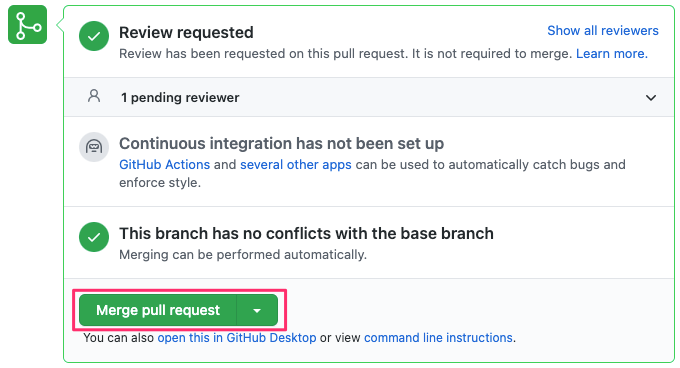 Review requested
Show all reviewers
Review has been requested on this pull request. It is not required to merge. Learn more.
1 pending reviewer
Continuous integration has not been set up
GitHub Actions and several other apps can be used to automatically catch bugs and
enforce style.
This branch has no conflicts with the base branch
Merging can be performed automatically.
Merge pull request
You can also open this in GitHub Desktop or view command line instructions.